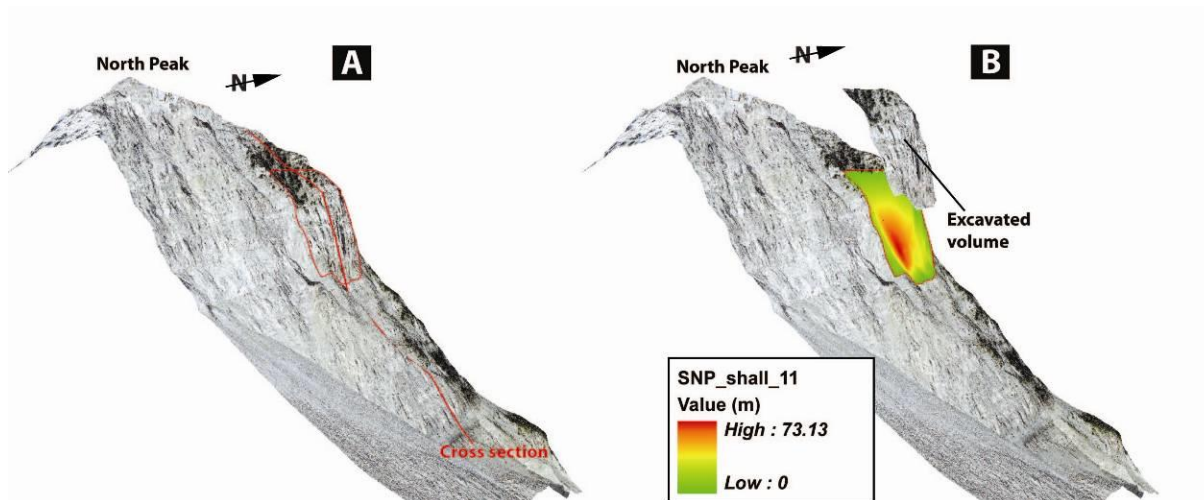 North Peak
N
A
Cross section
North Peak
N
B
Excavated
volume
SNP_shall_11
Value (m)
High : 73.13
Low : 0